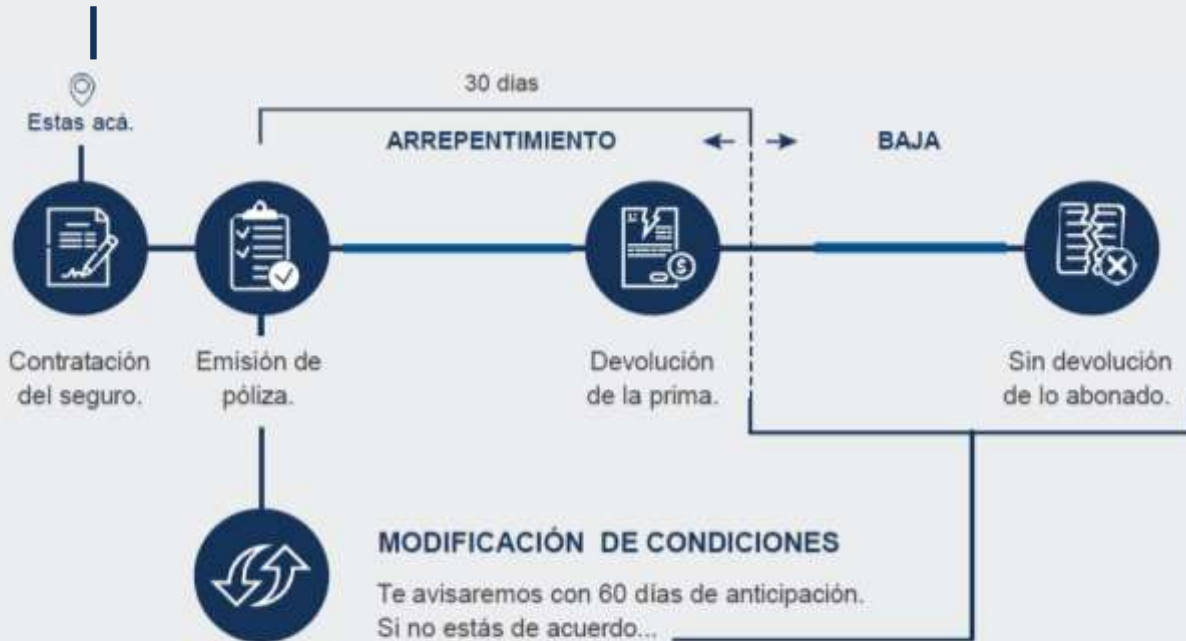 30 días
Estas acá.
ARREPENTIMIENTO
BAJA
Contratación
del seguro.
Emisión de
póliza.
Devolución
de la prima.
Sin devolución
de lo abonado.
MODIFICACIÓN DE CONDICIONES
Te avisaremos con 60 días de anticipación.
Si no estás de acuerdo...